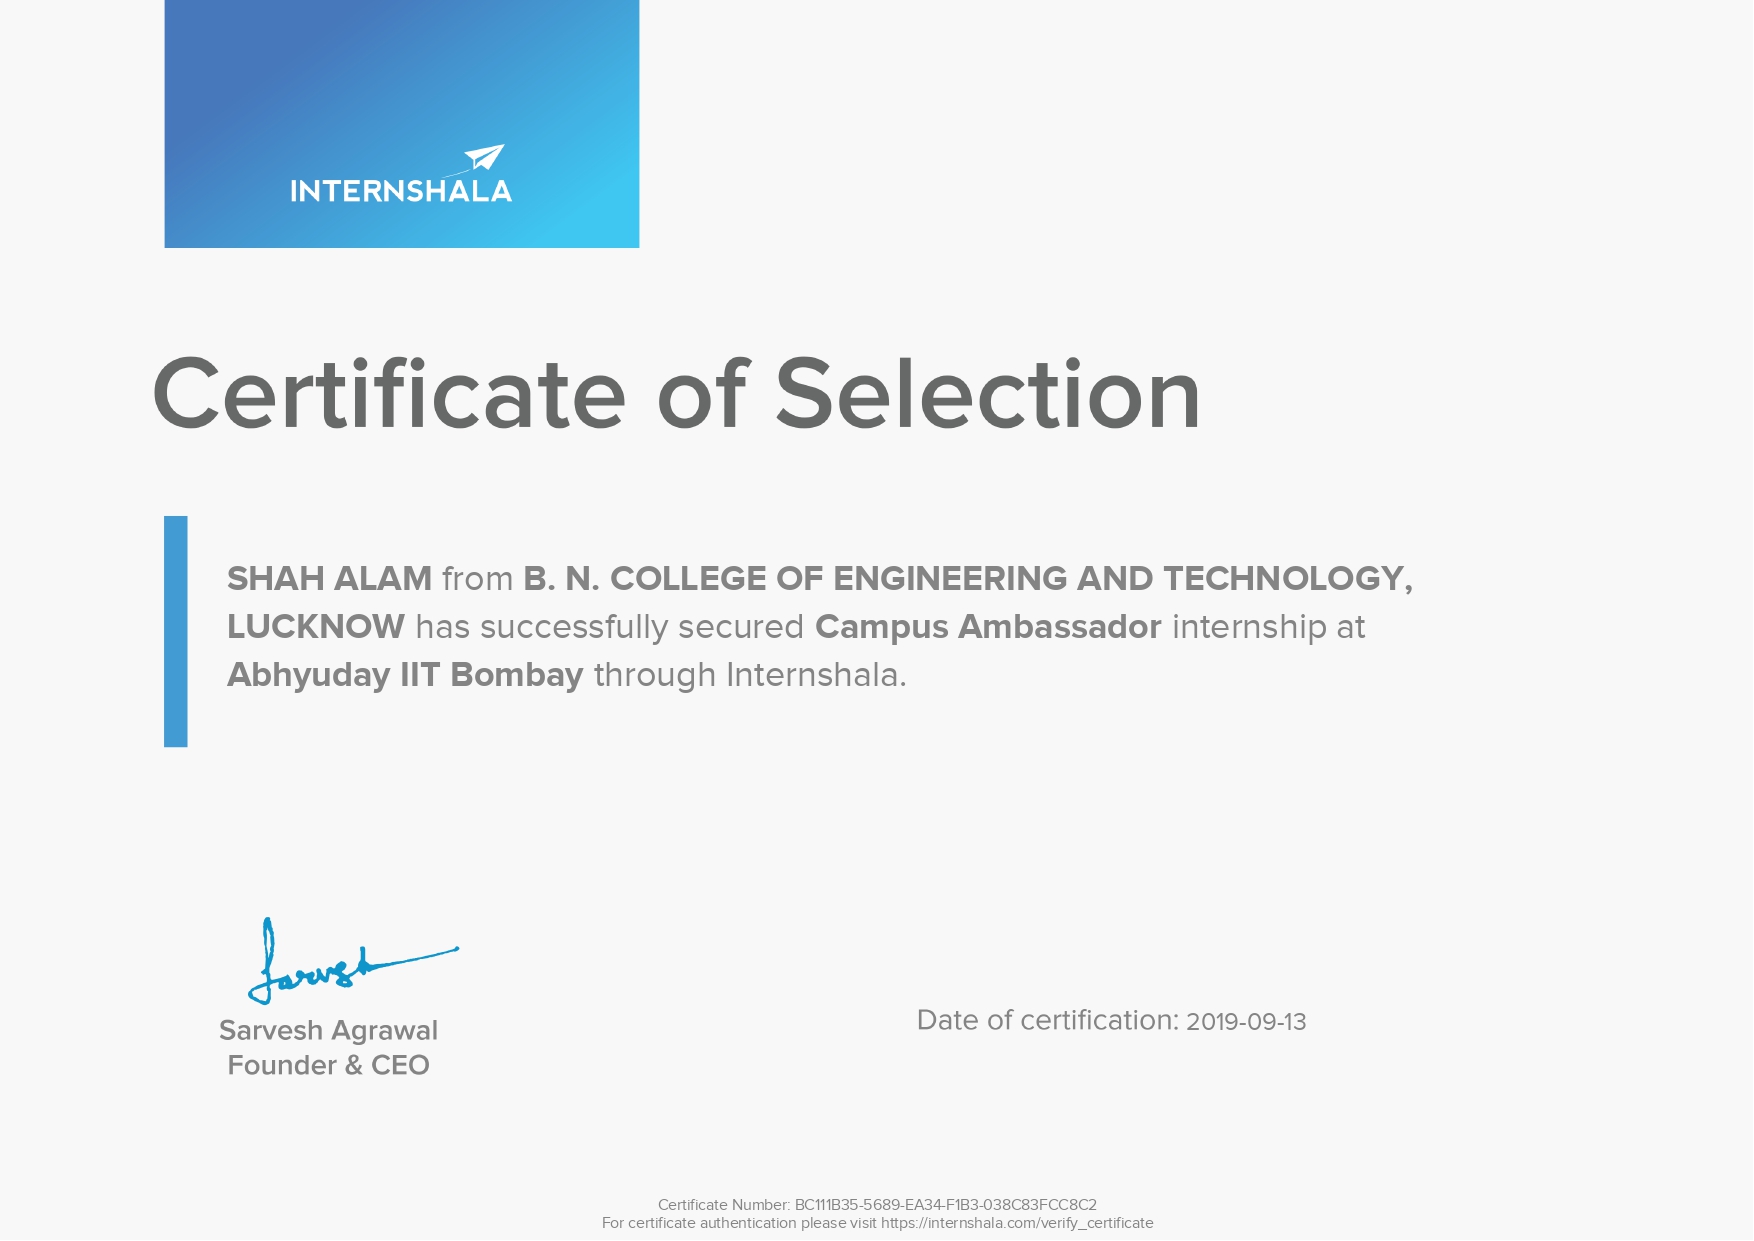 INTERNSHALA
Certificate of Selection
SHAH ALAM from B. N. COLLEGE OF ENGINEERING AND TECHNOLOGY,
LUCKNOW has successfully secured Campus Ambassador internship at
Abhyuday IIT Bombay through Internshala.
Sarvesh
Sarvesh Agrawal
Founder & CEO
Date of certification: 2019-09-13
Certificate Number: BC111B35-5689-EA34-F1B3-038C83FCC8C2
For certificate authentication please visit https://internshala.com/verify_certificate